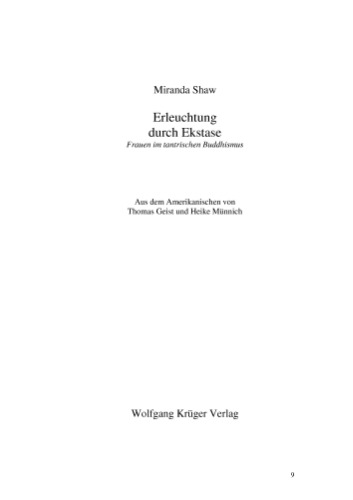 Miranda Shaw
Erleuchtung
durch Ekstase
Frauen im tantrischen Buddhismus
Aus dem Amerikanischen von
Thomas Geist und Heike Münnich
Wolfgang Krüger Verlag
9